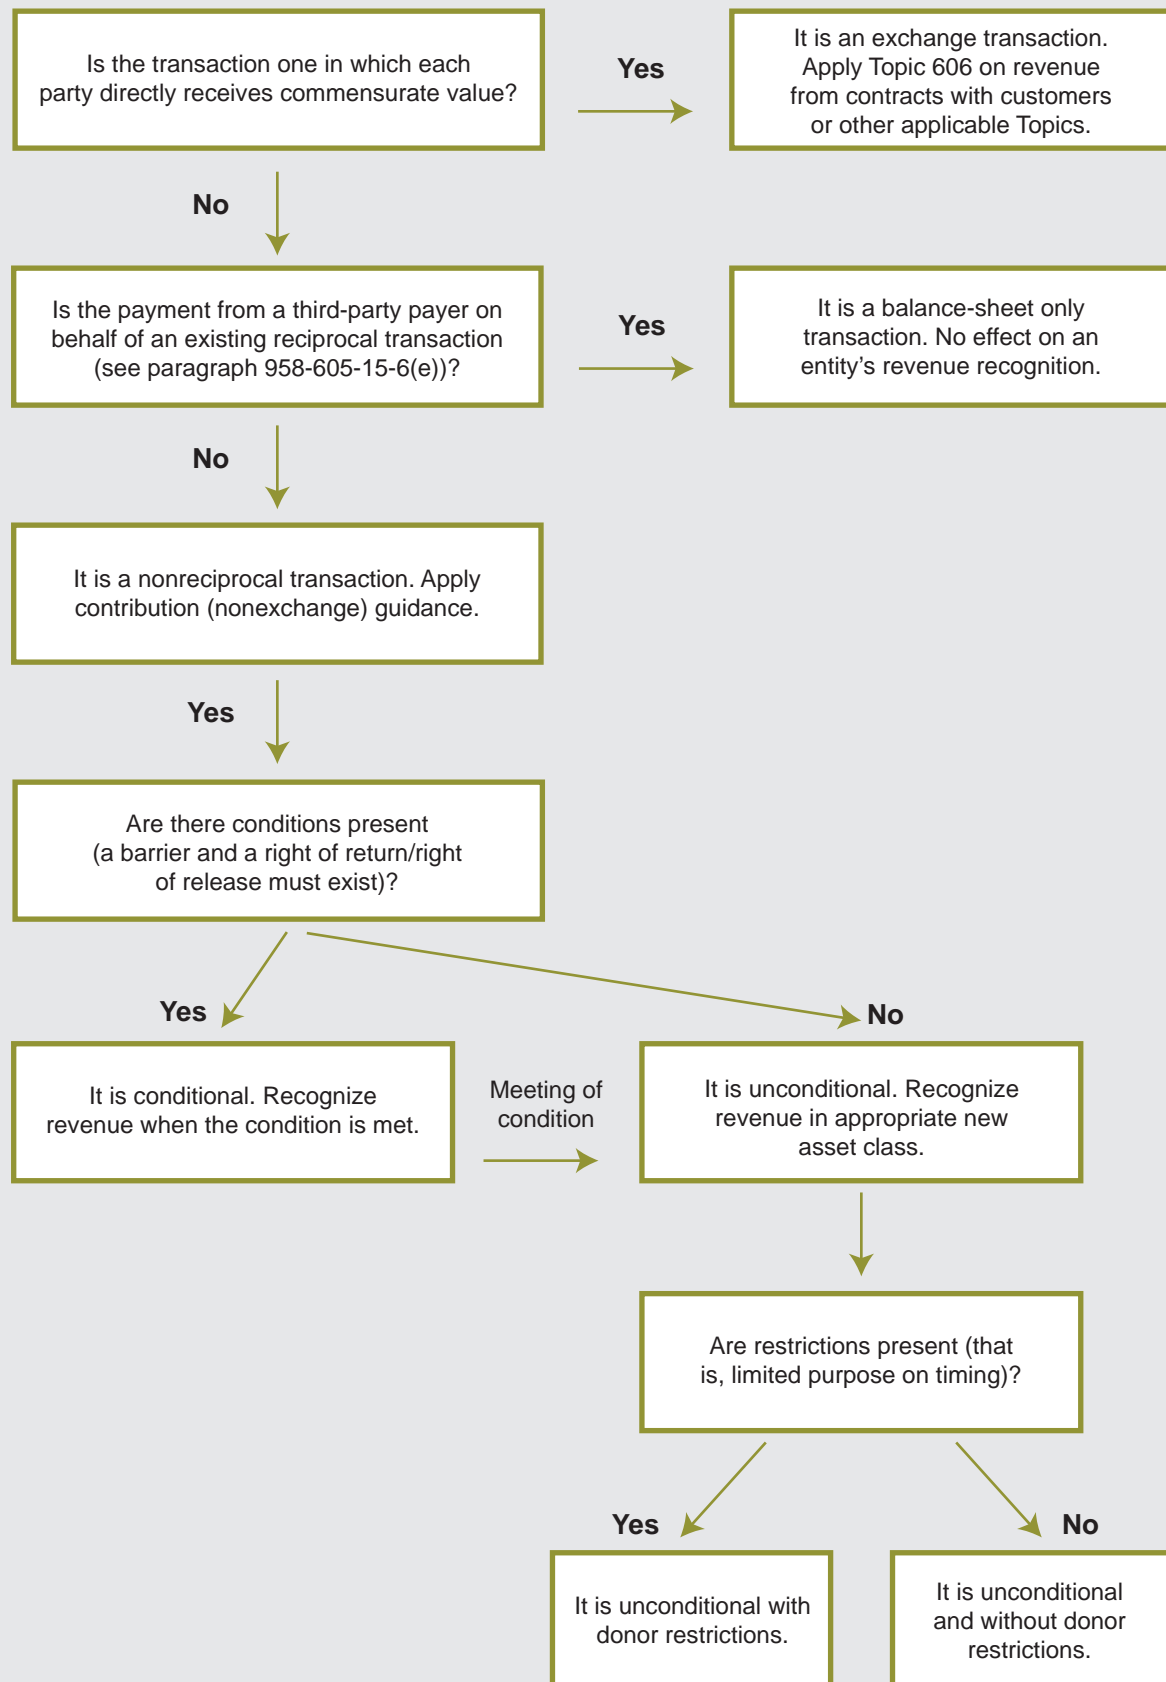 Is the transaction one in which each
party directly receives commensurate value?
Yes
It is an exchange transaction.
Apply Topic 606 on revenue
from contracts with customers
or other applicable Topics.
No
Is the payment from a third-party payer on
behalf of an existing reciprocal transaction
(see paragraph 958-605-15-6(e))?
Yes
It is a balance-sheet only
transaction. No effect on an
entity’s revenue recognition.
No
It is a nonreciprocal transaction. Apply
contribution (nonexchange) guidance.
Yes
Are there conditions present
(a barrier and a right of return/right
of release must exist)?
Yes
No
It is conditional. Recognize
revenue when the condition is met.
Meeting of
condition
It is unconditional. Recognize
revenue in appropriate new
asset class.
Are restrictions present (that
is, limited purpose on timing)?
Yes
No
It is unconditional with
donor restrictions.
It is unconditional
and without donor
restrictions.